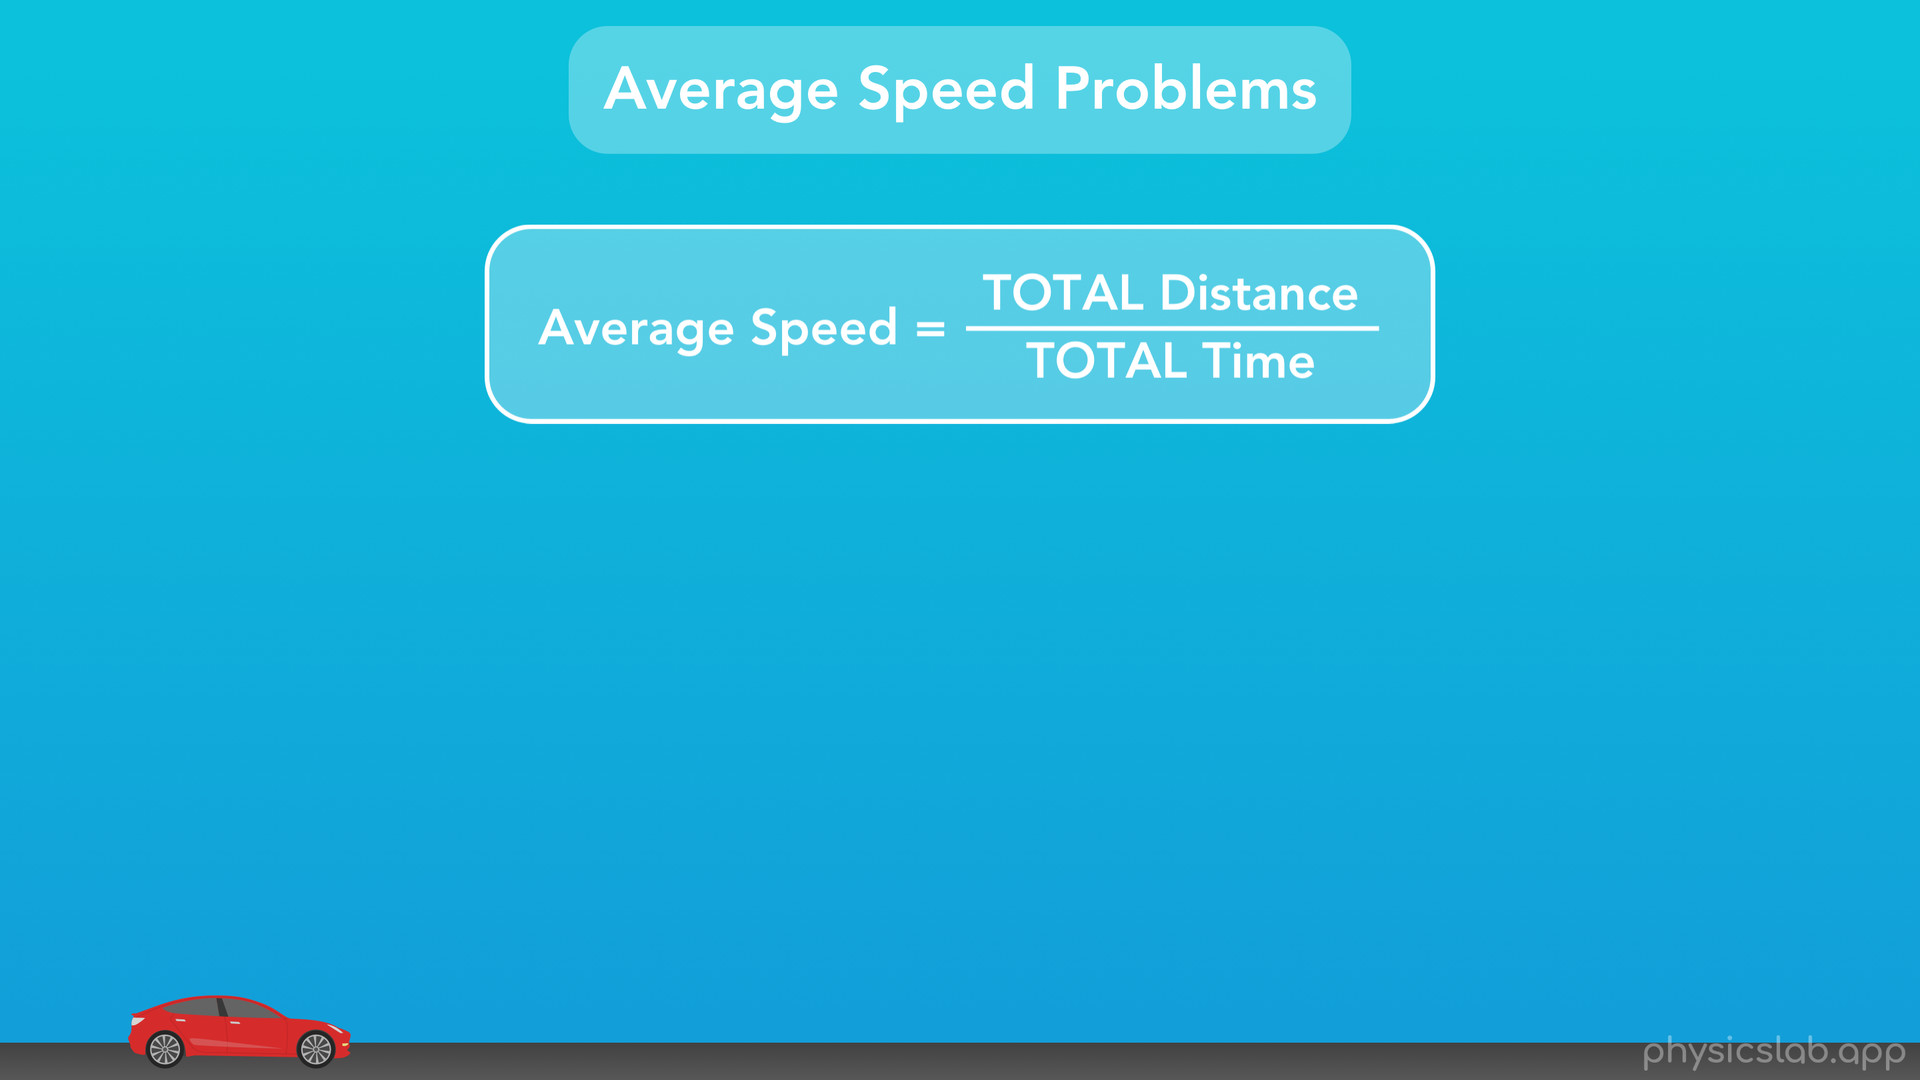 Average Speed Problems
Average Speed = TOTAL Distance
TOTAL Time
physicslab.app